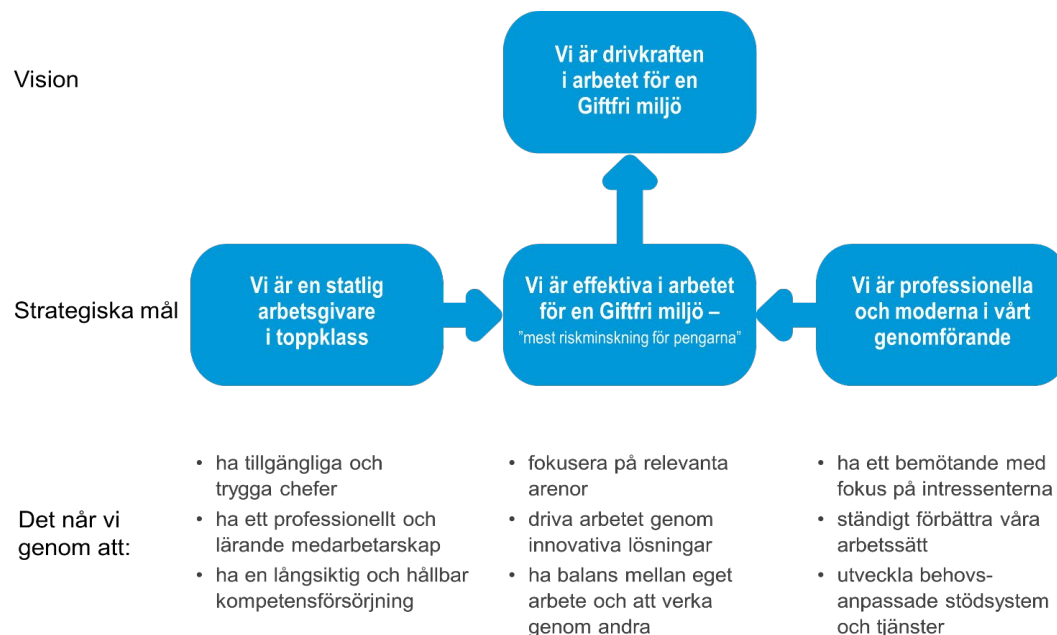 Vision
Vi är drivkraften
i arbetet för en
Giftfri miljö
Strategiska mål
Vi är en statlig
arbetsgivare
i toppklass
Vi är effektiva i arbetet
för en Giftfri miljö –
"mest riskminskning för pengarna"
Vi är professionella
och moderna i vårt
genomförande
Det når vi
genom att:
• ha tillgängliga och
trygga chefer
• ha ett professionellt och
lärande medarbetarskap
• ha en långsiktig och hållbar
kompetensförsörjning
• fokusera på relevanta
arenor
• driva arbetet genom
innovativa lösningar
• ha balans mellan eget
arbete och att verka
genom andra
• ha ett bemötande med
fokus på intressenterna
• ständigt förbättra våra
arbetssätt
• utveckla behovs-
anpassade stödsystem
och tjänster